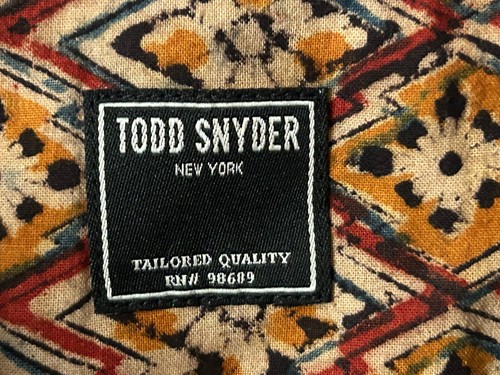 TODD SNYDER
NEW YORK
TAILORED QUALITY
RN# 98689